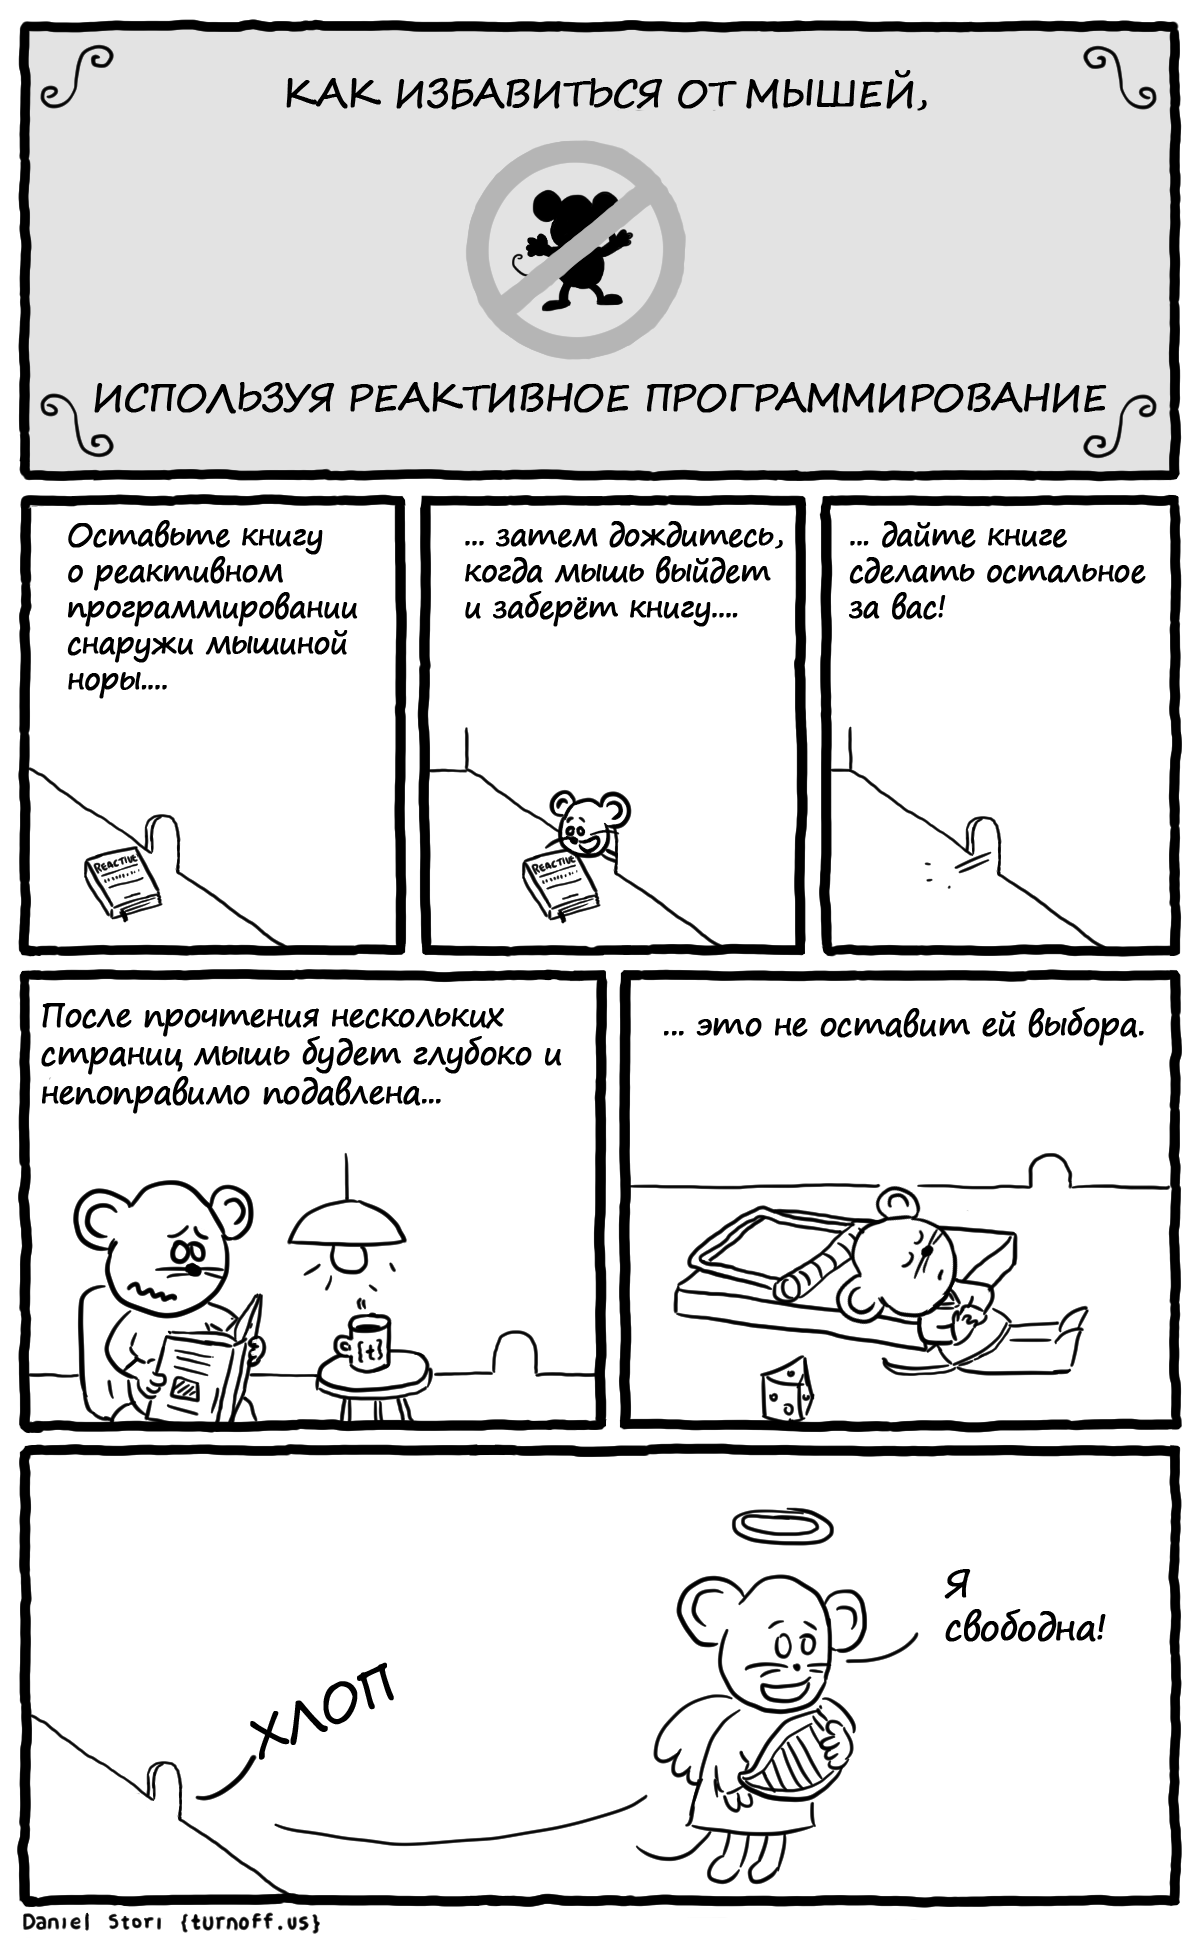 КАК ИЗБАВИТЬСЯ ОТ МЫШЕЙ,
ИСПОЛЬЗУЯ РЕАКТИВНОЕ ПРОГРАММИРОВАНИЕ
Оставьте книгу
о реактивном
программировании
снаружи мышиной
норы....
REACTIVE
... затем дождитесь,
когда мышь выйдет
и заберёт книгу....
REACTIVE
... дайте книге
сделать остальное
за вас!
После прочтения нескольких
страниц мышь будет глубоко и
непоправимо подавлена...
{t}
... это не оставит ей выбора.
Я
свободна!
ХЛОП
Daniel Stori {turnoff.us}